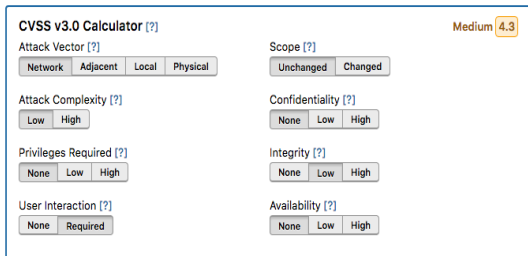 CVSS v3.0 Calculator [?] Medium 4.3
Attack Vector [?] Scope [?]
Network Adjacent Local Physical Unchanged Changed
Attack Complexity [?] Confidentiality [?]
Low High None Low High
Privileges Required [?] Integrity [?]
None Low High None Low High
User Interaction [?] Availability [?]
None Required None Low High